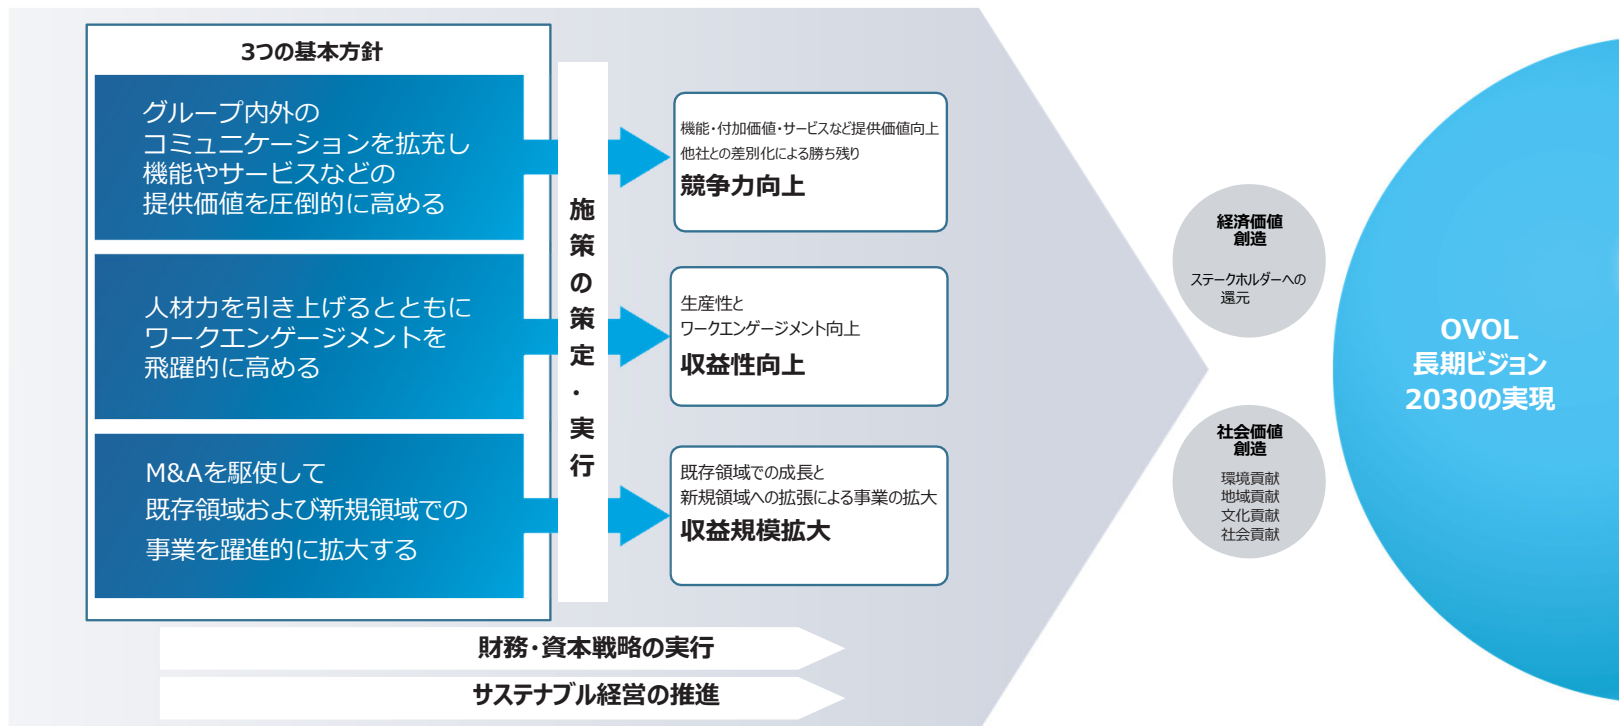 3つの基本方針
グループ内外の
コミュニケーションを拡充し
機能やサービスなどの
提供価値を圧倒的に高める
人材力を引き上げるとともに
ワークエンゲージメントを
飛躍的に高める
M&Aを駆使して
既存領域および新規領域での
事業を躍進的に拡大する
施策の策定・実行
機能・付加価値・サービスなど提供価値向上
他社との差別化による勝ち残り
競争力向上
生産性と
ワークエンゲージメント向上
収益性向上
既存領域での成長と
新規領域への拡張による事業の拡大
収益規模拡大
財務・資本戦略の実行
サステナブル経営の推進
経済価値
創造
ステークホルダーへの
還元
社会価値
創造
環境貢献
地域貢献
文化貢献
社会貢献
OVOL
長期ビジョン
2030の実現